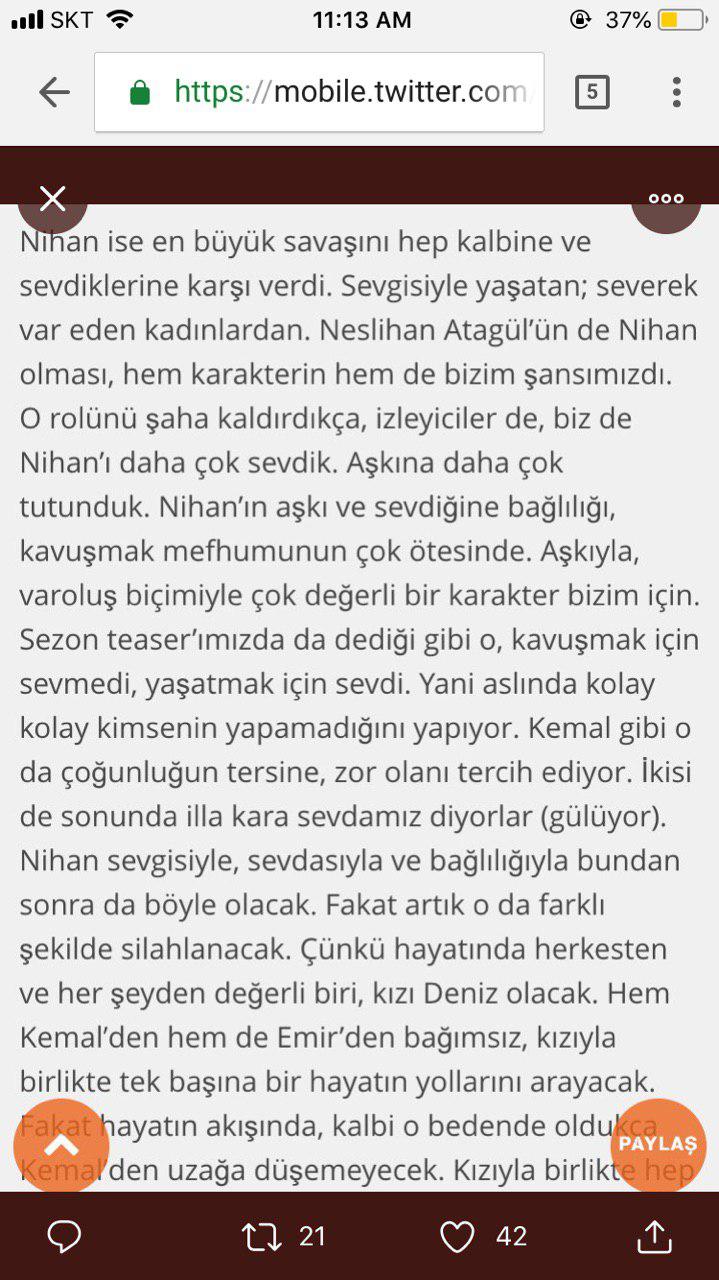 SKT 11:13 AM 37%
https://mobile.twitter.com 5
Nihan ise en büyük savaşını hep kalbine ve
sevdiklerine karşı verdi. Sevgisiyle yaşatan; severek
var eden kadınlardan. Neslihan Atagül’ün de Nihan
olması, hem karakterin hem de bizim şansımızdı.
O rolünü şaha kaldırdıkça, izleyiciler de, biz de
Nihan’ı daha çok sevdik. Aşkına daha çok
tutunduk. Nihan’ın aşkı ve sevdiğine bağlılığı,
kavuşmak mefhumunun çok ötesinde. Aşkıyla,
varoluş biçimiyle çok değerli bir karakter bizim için.
Sezon teaser’ımızda da dediği gibi o, kavuşmak için
sevmedi, yaşatmak için sevdi. Yani aslında kolay
kolay kimsenin yapamadığını yapıyor. Kemal gibi o
da çoğunluğun tersine, zor olanı tercih ediyor. İkisi
de sonunda illa kara sevdamız diyorlar (gülüyor).
Nihan sevgisiyle, sevdasıyla ve bağlılığıyla bundan
sonra da böyle olacak. Fakat artık o da farklı
şekilde silahlanacak. Çünkü hayatında herkesten
ve her şeyden değerli biri, kızı Deniz olacak. Hem
Kemal’den hem de Emir’den bağımsız, kızıyla
birlikte tek başına bir hayatın yollarını arayacak.
Fakat hayatın akışında, kalbi o bedende oldukça
PAYLAŞ
Kemal’den uzağa düşemeyecek. Kızıyla birlikte hep
21 42